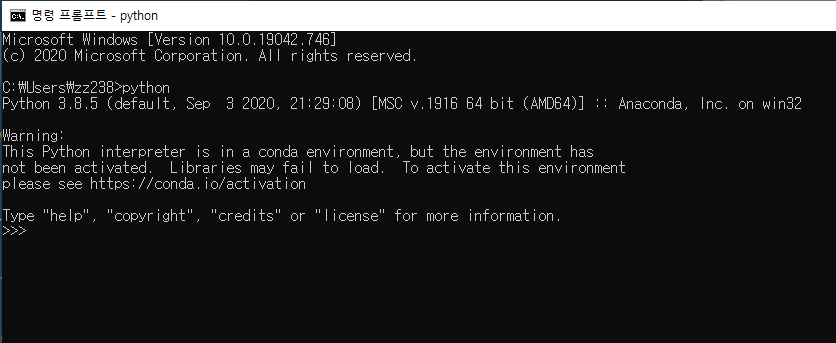 명령 프롬프트 - python
Microsoft Windows [Version 10.0.19042.746]
(c) 2020 Microsoft Corporation. All rights reserved.
C:₩Users₩zz238>python
Python 3.8.5 (default, Sep  3 2020, 21:29:08) [MSC v.1916 64 bit (AMD64)] :: Anaconda, Inc. on win32
Warning:
This Python interpreter is in a conda environment, but the environment has
not been activated.  Libraries may fail to load.  To activate this environment
please see https://conda.io/activation
Type "help", "copyright", "credits" or "license" for more information.
>>>